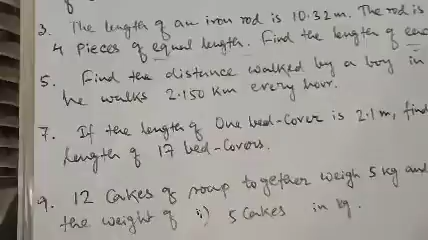 3. The length of an iron rod is 10.32 m. The rod is
4 pieces of equal length. Find the length of
5. Find the distance walked by a boy in
he walks 2.150 km every hour.
7. If the length of One bed-Cover is 2.1 m, find
length of 17 bed-Covers.
9. 12 Cakes of soap together weigh 5 kg and
the weight of i) 5 Cakes in kg.